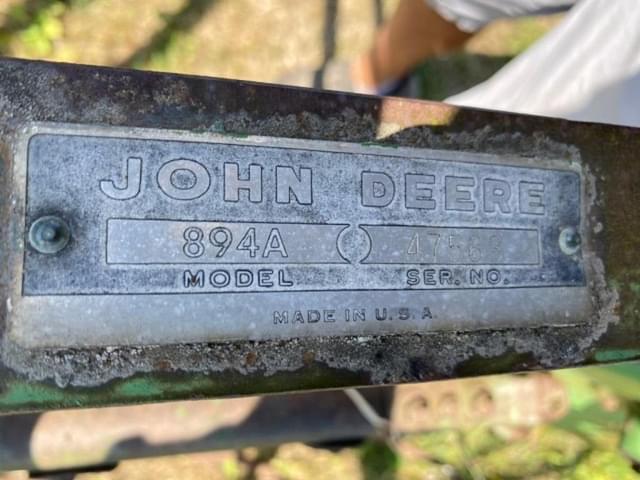 JOHN DEERE
894A
MODEL SER. NO.
MADE IN U.S.A.